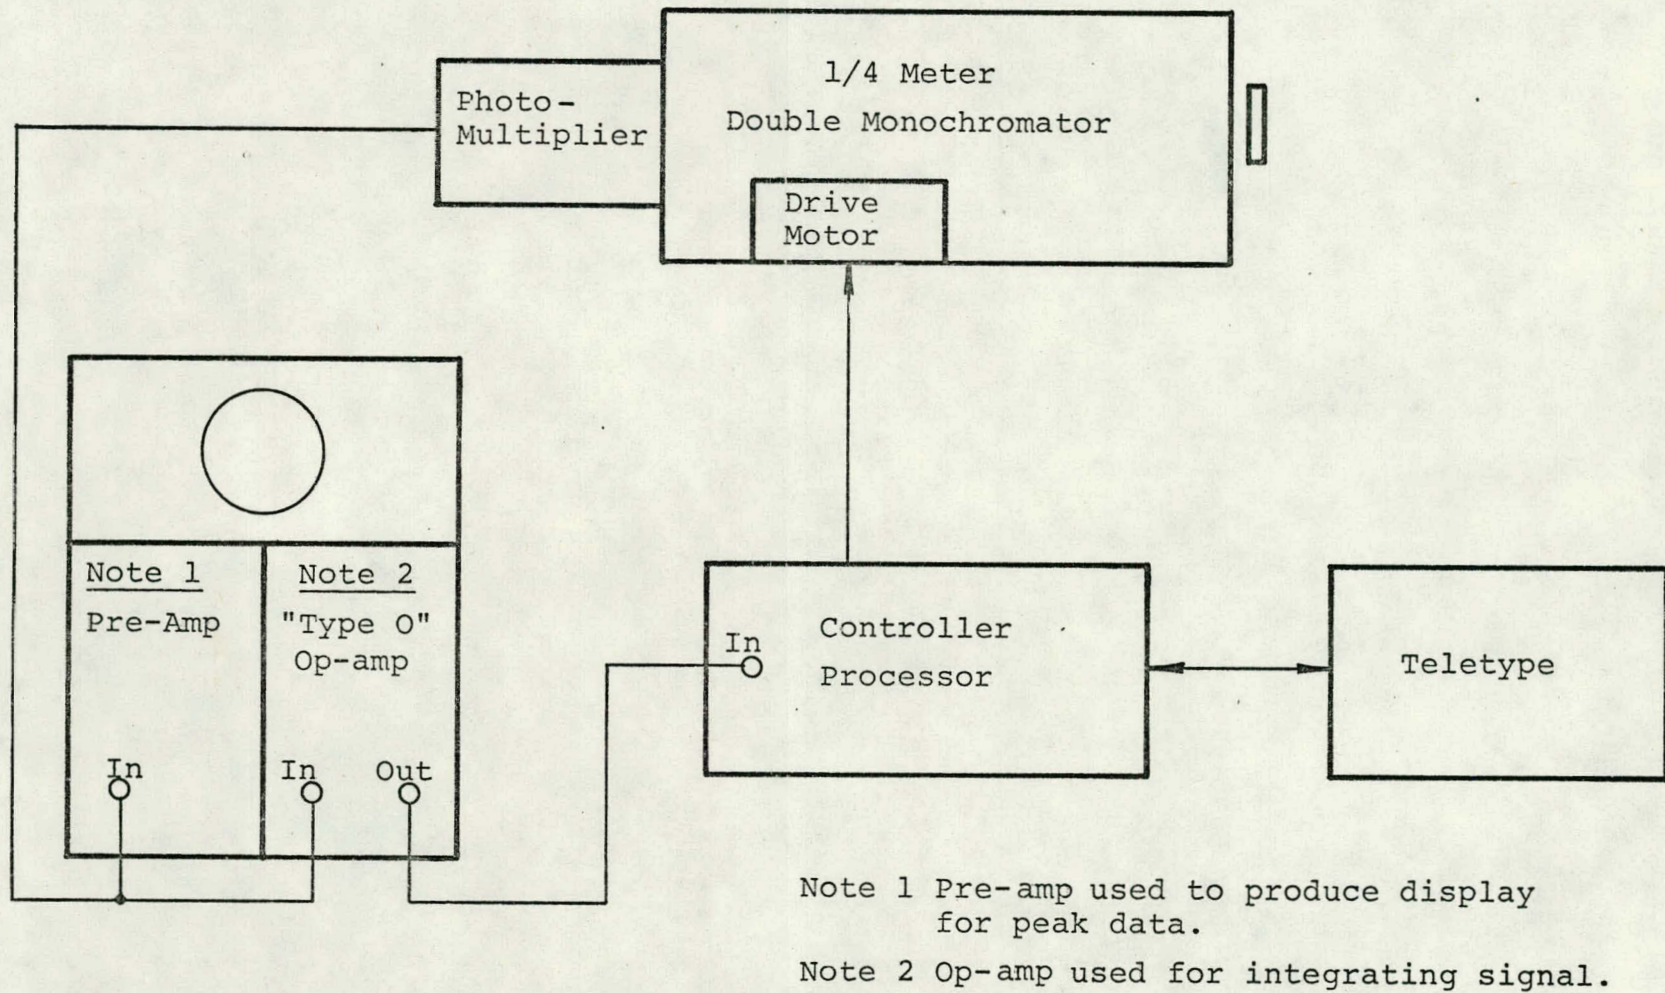 1/4 Meter
Double Monochromator
Photo-
Multiplier
Drive
Motor
Note 1
Pre-Amp
In
Note 2
"Type O"
Op-amp
In
Out
In
Controller
Processor
Teletype
Note 1 Pre-amp used to produce display
for peak data.
Note 2 Op-amp used for integrating signal.